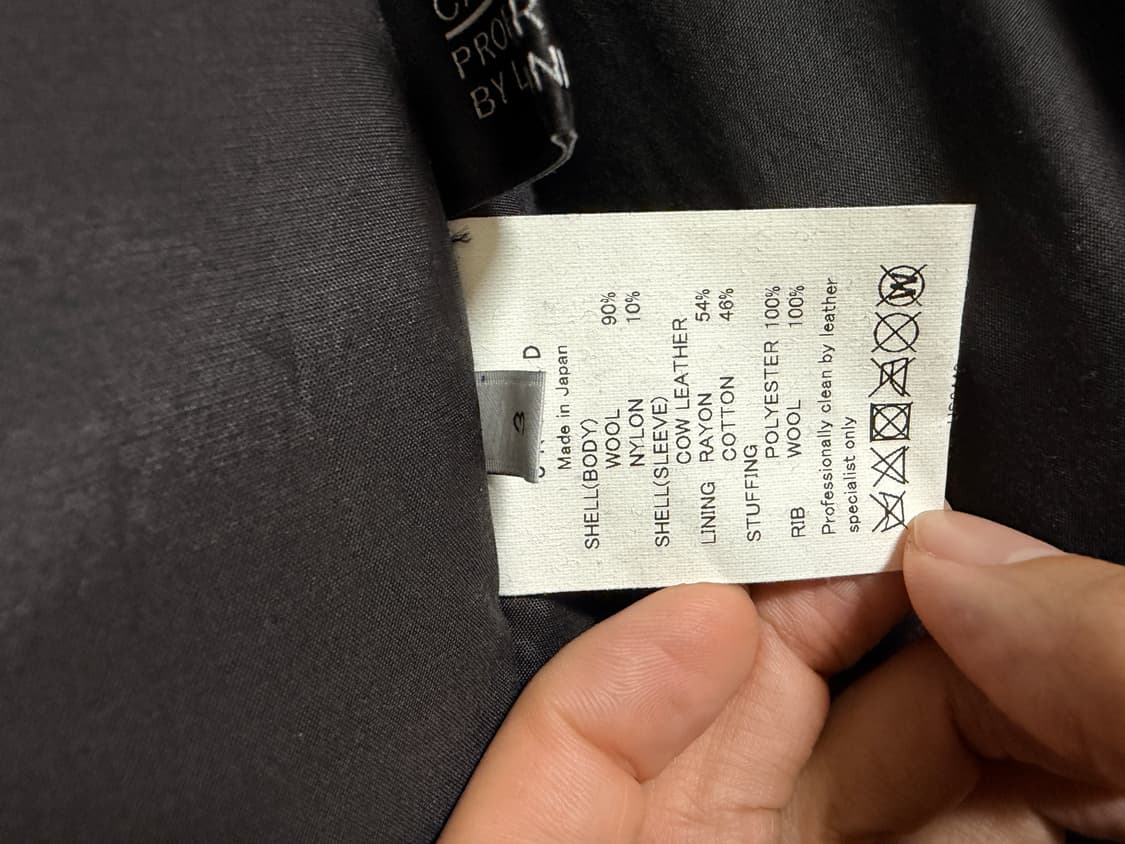 BY
3
D
Made in Japan
SHELL(BODY)
WOOL 90%
NYLON 10%
SHELL(SLEEVE)
COW LEATHER
LINING RAYON 54%
COTTON 46%
STUFFING
POLYESTER 100%
RIB WOOL 100%
Professionally clean by leather
specialist only
W